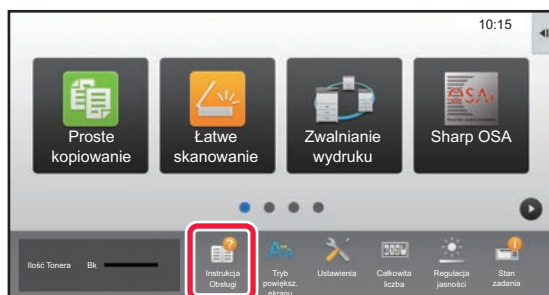 10:15
Proste
kopiowanie
Łatwe
skanowanie
Zwalnianie
wydruku
Sharp OSA
Ilość Tonera Bk
Instrukcja
Obsługi
Tryb
powiększ.
ekranu
Ustawienia
Całkowita
liczba
Regulacja
jasności
Stan
zadania